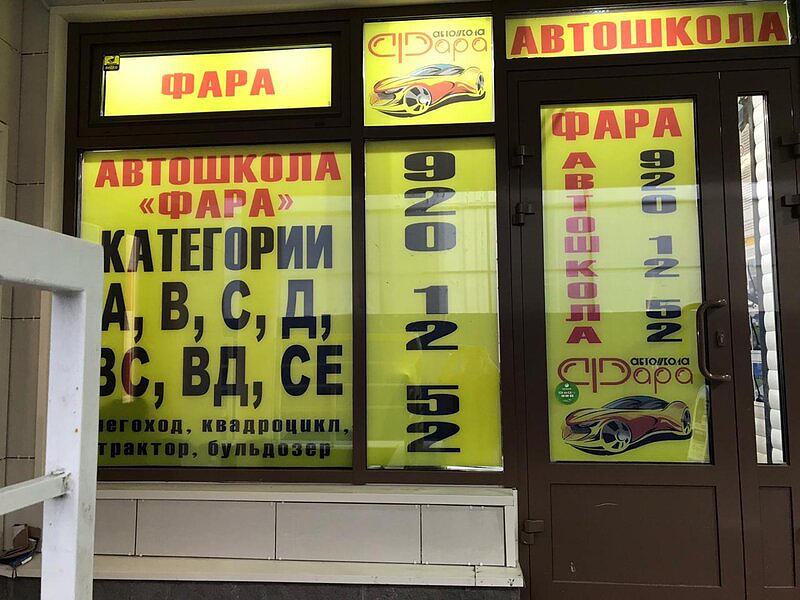 ФАРА
автошкола
Фара
АВТОШКОЛА
АВТОШКОЛА
«ФАРА»
КАТЕГОРИИ
А, В, С, Д,
ВС, ВД, СЕ
негоход, квадроцикл,
трактор, бульдозер
920 12 52
ФАРА
АВТОШКОЛА
920 12 52
автошкола
Фара